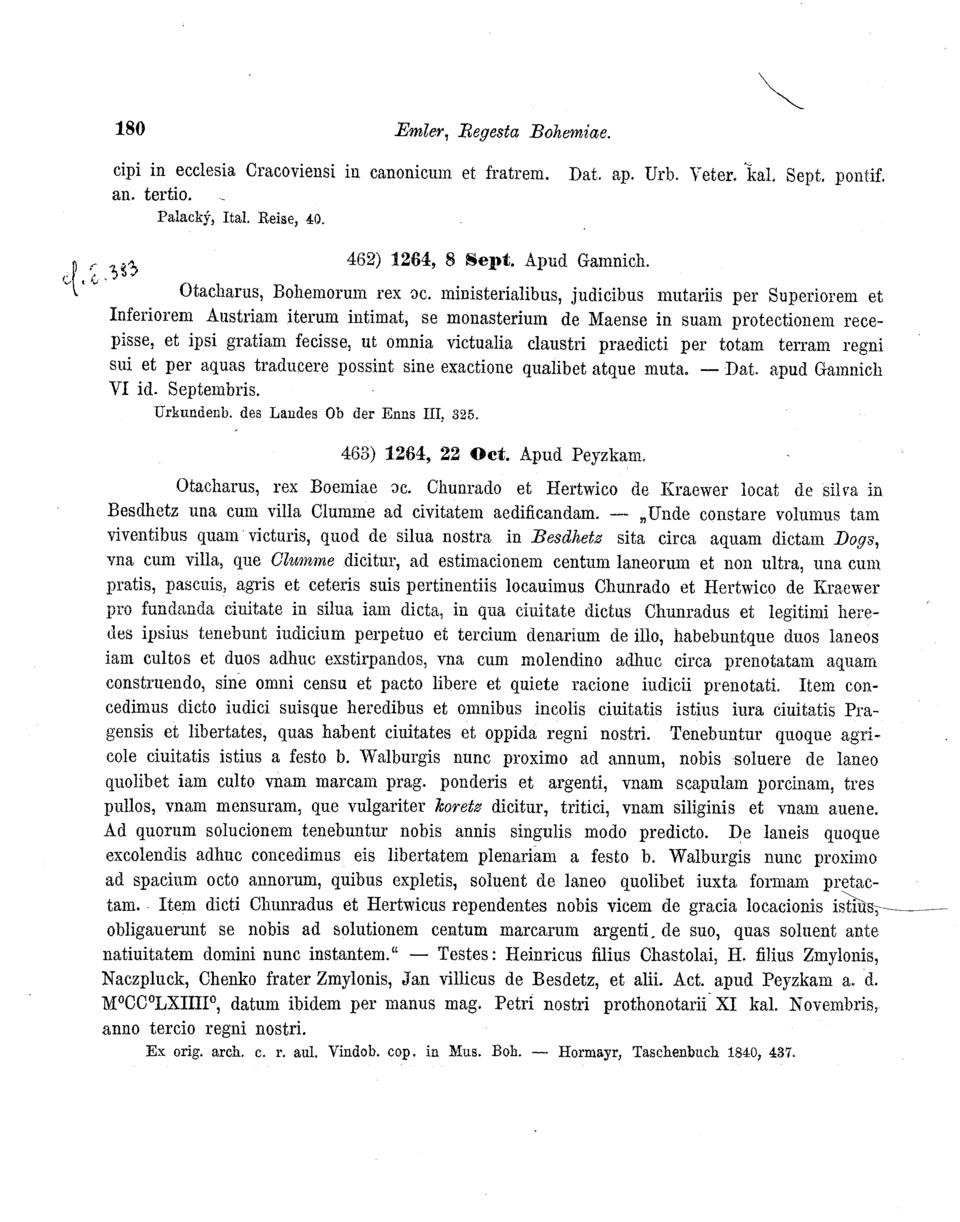 180
Emler, Regesta Bohemiae.
cipi in ecclesia Cracoviensi in canonicum et fratrem. Dat. ap. Urb. Veter. kal. Sept. pontif.
an. tertio.
Palacký, Ital. Reise, 40.
462) 1264, 8 Sept. Apud Gamnich.
383
Otacharus, Bohemorum rex ɔc. ministerialibus, judicibus mutariis per Superiorem et
Inferiorem Austriam iterum intimat, se monasterium de Maense in suam protectionem rece-
pisse, et ipsi gratiam fecisse, ut omnia victualia claustri praedicti per totam terram regni
sui et per aquas traducere possint sine exactione qualibet atque muta. — Dat. apud Gamnich
VI id. Septembris.
Urkundenb. des Landes Ob der Enns III, 325.
463) 1264, 22 Oct. Apud Peyzkam.
Otacharus, rex Boemiae ɔc. Chunrado et Hertwico de Kraewer locat de silva in
Besdhetz una cum villa Clumme ad civitatem aedificandam. — „Unde constare volumus tam
viventibus quam victuris, quod de silua nostra in Besdhetz sita circa aquam dictam Dogs,
vna cum villa, que Clumme dicitur, ad estimacionem centum laneorum et non ultra, una cum
pratis, pascuis, agris et ceteris suis pertinentiis locauimus Chunrado et Hertwico de Kraewer
pro fundanda ciuitate in silua iam dicta, in qua ciuitate dictus Chunradus et legitimi here-
des ipsius tenebunt iudicium perpetuo et tercium denarium de illo, habebuntque duos laneos
iam cultos et duos adhuc exstirpandos, vna cum molendino adhuc circa prenotatam aquam
construendo, sine omni censu et pacto libere et quiete racione iudicii prenotati. Item con-
cedimus dicto iudici suisque heredibus et omnibus incolis ciuitatis istius iura ciuitatis Pra-
gensis et libertates, quas habent ciuitates et oppida regni nostri. Tenebuntur quoque agri-
cole ciuitatis istius a festo b. Walburgis nunc proximo ad annum, nobis soluere de laneo
quolibet iam culto vnam marcam prag. ponderis et argenti, vnam scapulam porcinam, tres
pullos, vnam mensuram, que vulgariter koretz dicitur, tritici, vnam siliginis et vnam auene.
Ad quorum solucionem tenebuntur nobis annis singulis modo predicto. De laneis quoque
excolendis adhuc concedimus eis libertatem plenariam a festo b. Walburgis nunc proximo
ad spacium octo annorum, quibus expletis, soluent de laneo quolibet iuxta formam pretac-
tam. Item dicti Chunradus et Hertwicus rependentes nobis vicem de gracia locacionis istius,
obligauerunt se nobis ad solutionem centum marcarum argenti de suo, quas soluent ante
natiuitatem domini nunc instantem.“ — Testes: Heinricus filius Chastolai, H. filius Zmylonis,
Naczpluck, Chenko frater Zmylonis, Jan villicus de Besdetz, et alii. Act. apud Peyzkam a. d.
M⁰CC⁰LXIIII⁰, datum ibidem per manus mag. Petri nostri prothonotarii XI kal. Novembris,
anno tercio regni nostri.
Ex orig. arch. c. r. aul. Vindob. cop. in Mus. Boh. — Hormayr, Taschenbuch 1840, 437.